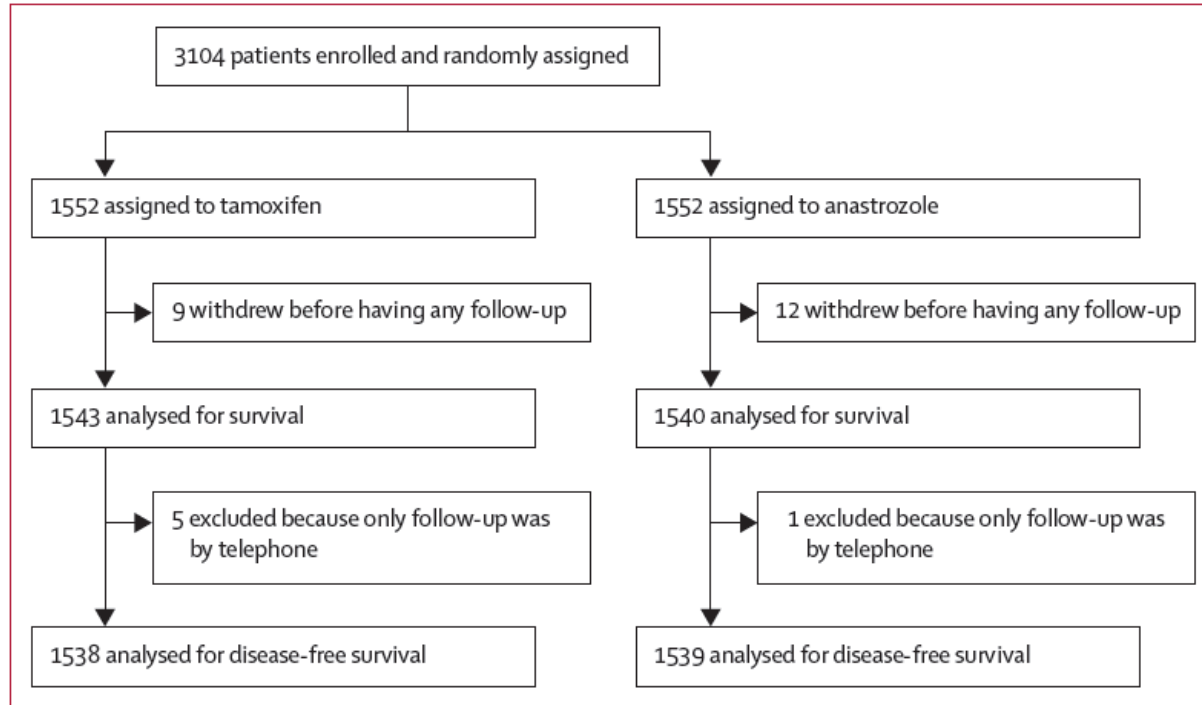 3104 patients enrolled and randomly assigned
1552 assigned to tamoxifen
1552 assigned to anastrozole
9 withdrew before having any follow-up
12 withdrew before having any follow-up
1543 analysed for survival
1540 analysed for survival
5 excluded because only follow-up was
by telephone
1 excluded because only follow-up was
by telephone
1538 analysed for disease-free survival
1539 analysed for disease-free survival